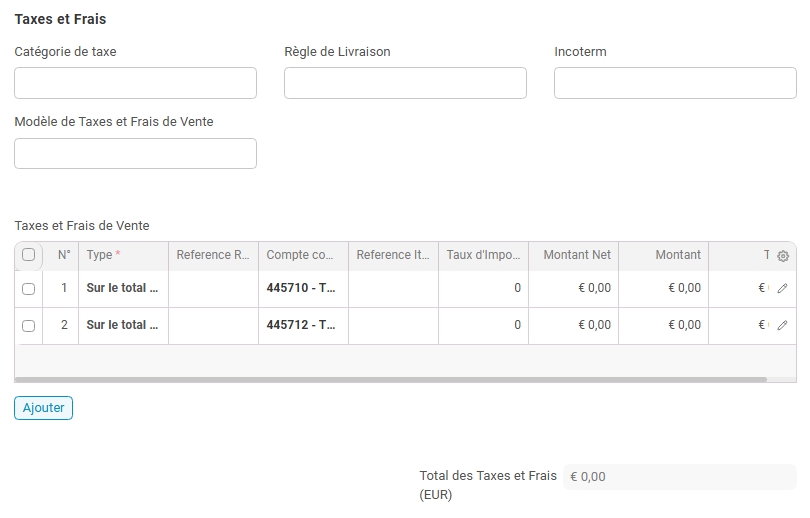 Taxes et Frais
Catégorie de taxe Règle de Livraison Incoterm
Modèle de Taxes et Frais de Vente
Taxes et Frais de Vente
N° Type * Reference R... Compte co... Reference It... Taux d'Impo... Montant Net Montant T
1 Sur le total ... 445710 - T... 0 € 0,00 € 0,00 €
2 Sur le total ... 445712 - T... 0 € 0,00 € 0,00 €
Ajouter
Total des Taxes et Frais € 0,00
(EUR)